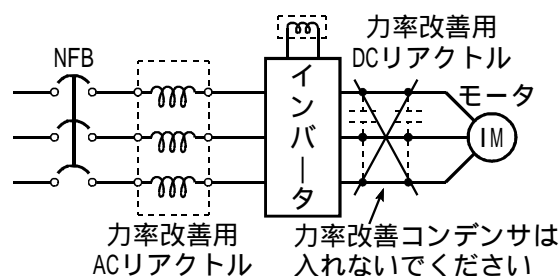 力率改善用
DCリアクトル
NFB
インバータ
モータ
IM
力率改善用
ACリアクトル
力率改善コンデンサは
入れないでください